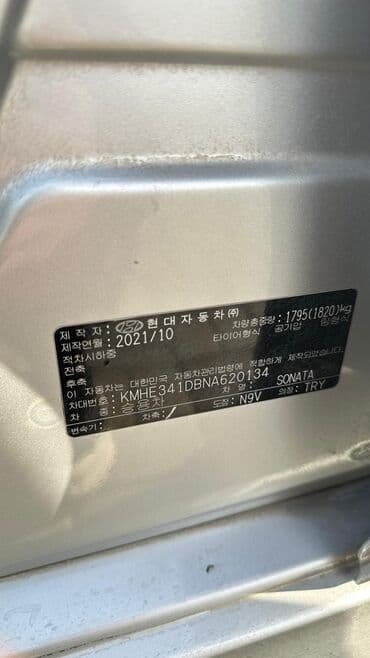 제 작 자 : 현대자동차㈜
제작연월 : 2021/10 차량총중량 : 1795(1820)kg
적차시하중 타이어형식 공기압 림형식
전축
후축
이 자동차는 대한민국 자동차관리법령에 적합하게 제작되었습니다.
차대번호 : KMHE341DBNA620134
차 종 : 승용차 차 명 : SONATA
변속기 : 차축 : / 도장 : N9V 의장 : TRY